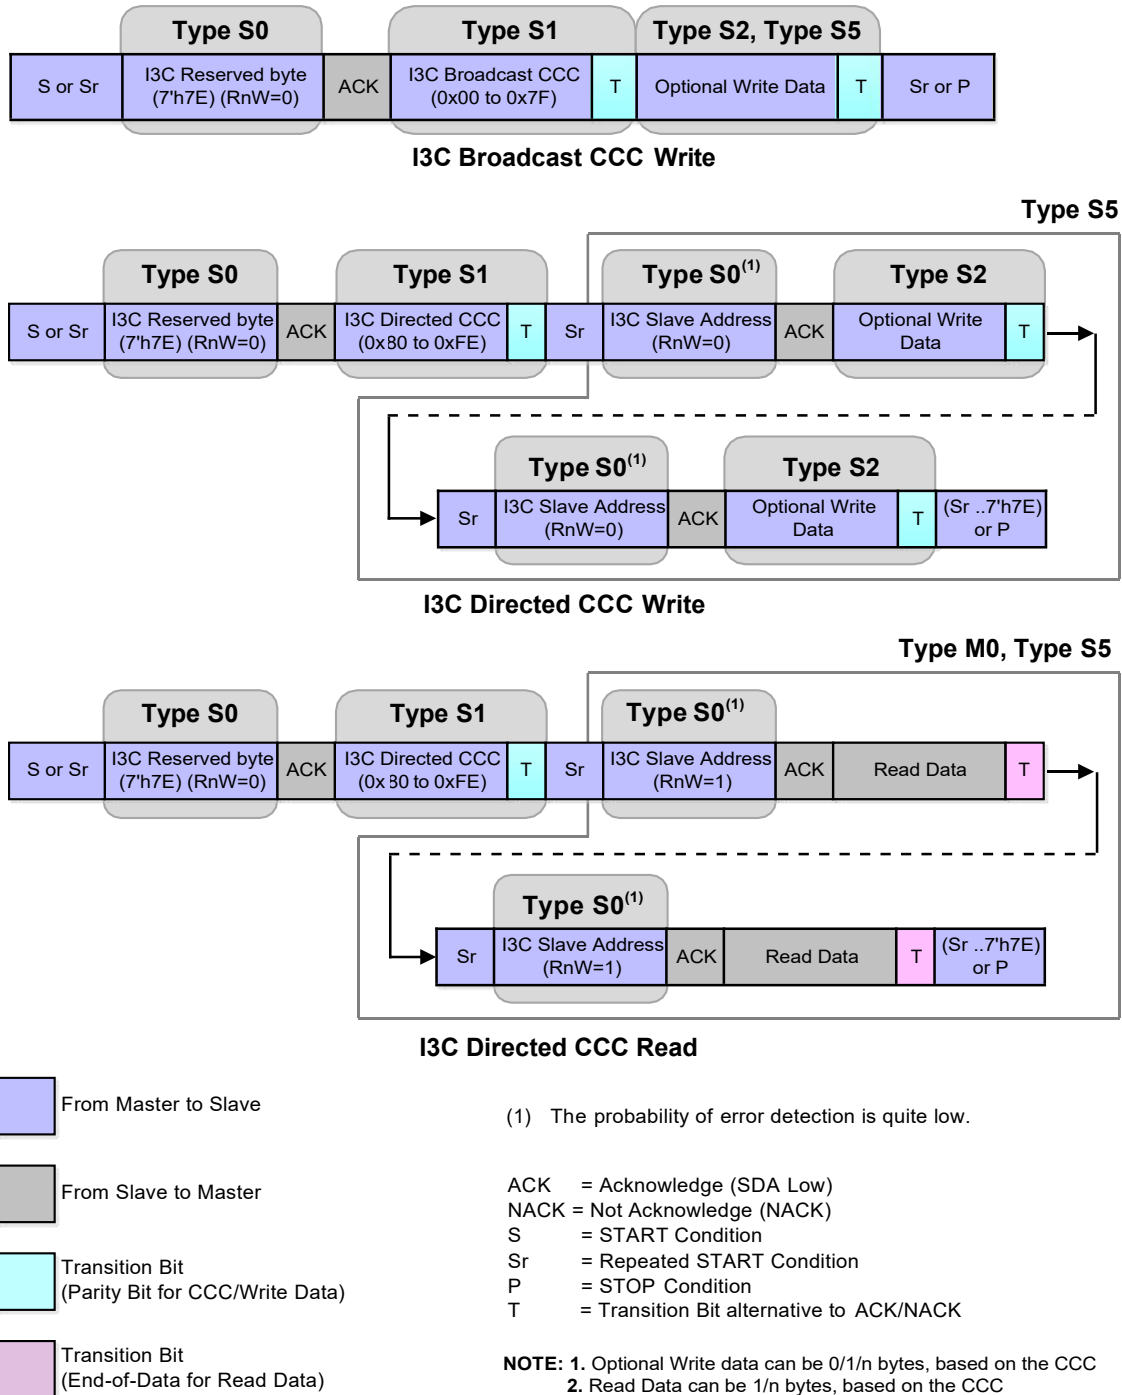 Type S0 Type S1 Type S2, Type S5
S or Sr I3C Reserved byte (7'h7E) (RnW=0) ACK I3C Broadcast CCC (0x00 to 0x7F) T Optional Write Data T Sr or P
I3C Broadcast CCC Write
Type S5
Type S0 Type S1 Type S0(1) Type S2
S or Sr I3C Reserved byte (7'h7E) (RnW=0) ACK I3C Directed CCC (0x80 to 0xFE) T Sr I3C Slave Address (RnW=0) ACK Optional Write Data T
Type S0(1) Type S2
Sr I3C Slave Address (RnW=0) ACK Optional Write Data T (Sr ..7'h7E) or P
I3C Directed CCC Write
Type M0, Type S5
Type S0 Type S1 Type S0(1)
S or Sr I3C Reserved byte (7'h7E) (RnW=0) ACK I3C Directed CCC (0x80 to 0xFE) T Sr I3C Slave Address (RnW=1) ACK Read Data T
Type S0(1)
Sr I3C Slave Address (RnW=1) ACK Read Data T (Sr ..7'h7E) or P
I3C Directed CCC Read
From Master to Slave
From Slave to Master
Transition Bit
(Parity Bit for CCC/Write Data)
Transition Bit
(End-of-Data for Read Data)
(1) The probability of error detection is quite low.
ACK = Acknowledge (SDA Low)
NACK = Not Acknowledge (NACK)
S = START Condition
Sr = Repeated START Condition
P = STOP Condition
T = Transition Bit alternative to ACK/NACK
NOTE: 1. Optional Write data can be 0/1/n bytes, based on the CCC
2. Read Data can be 1/n bytes, based on the CCC